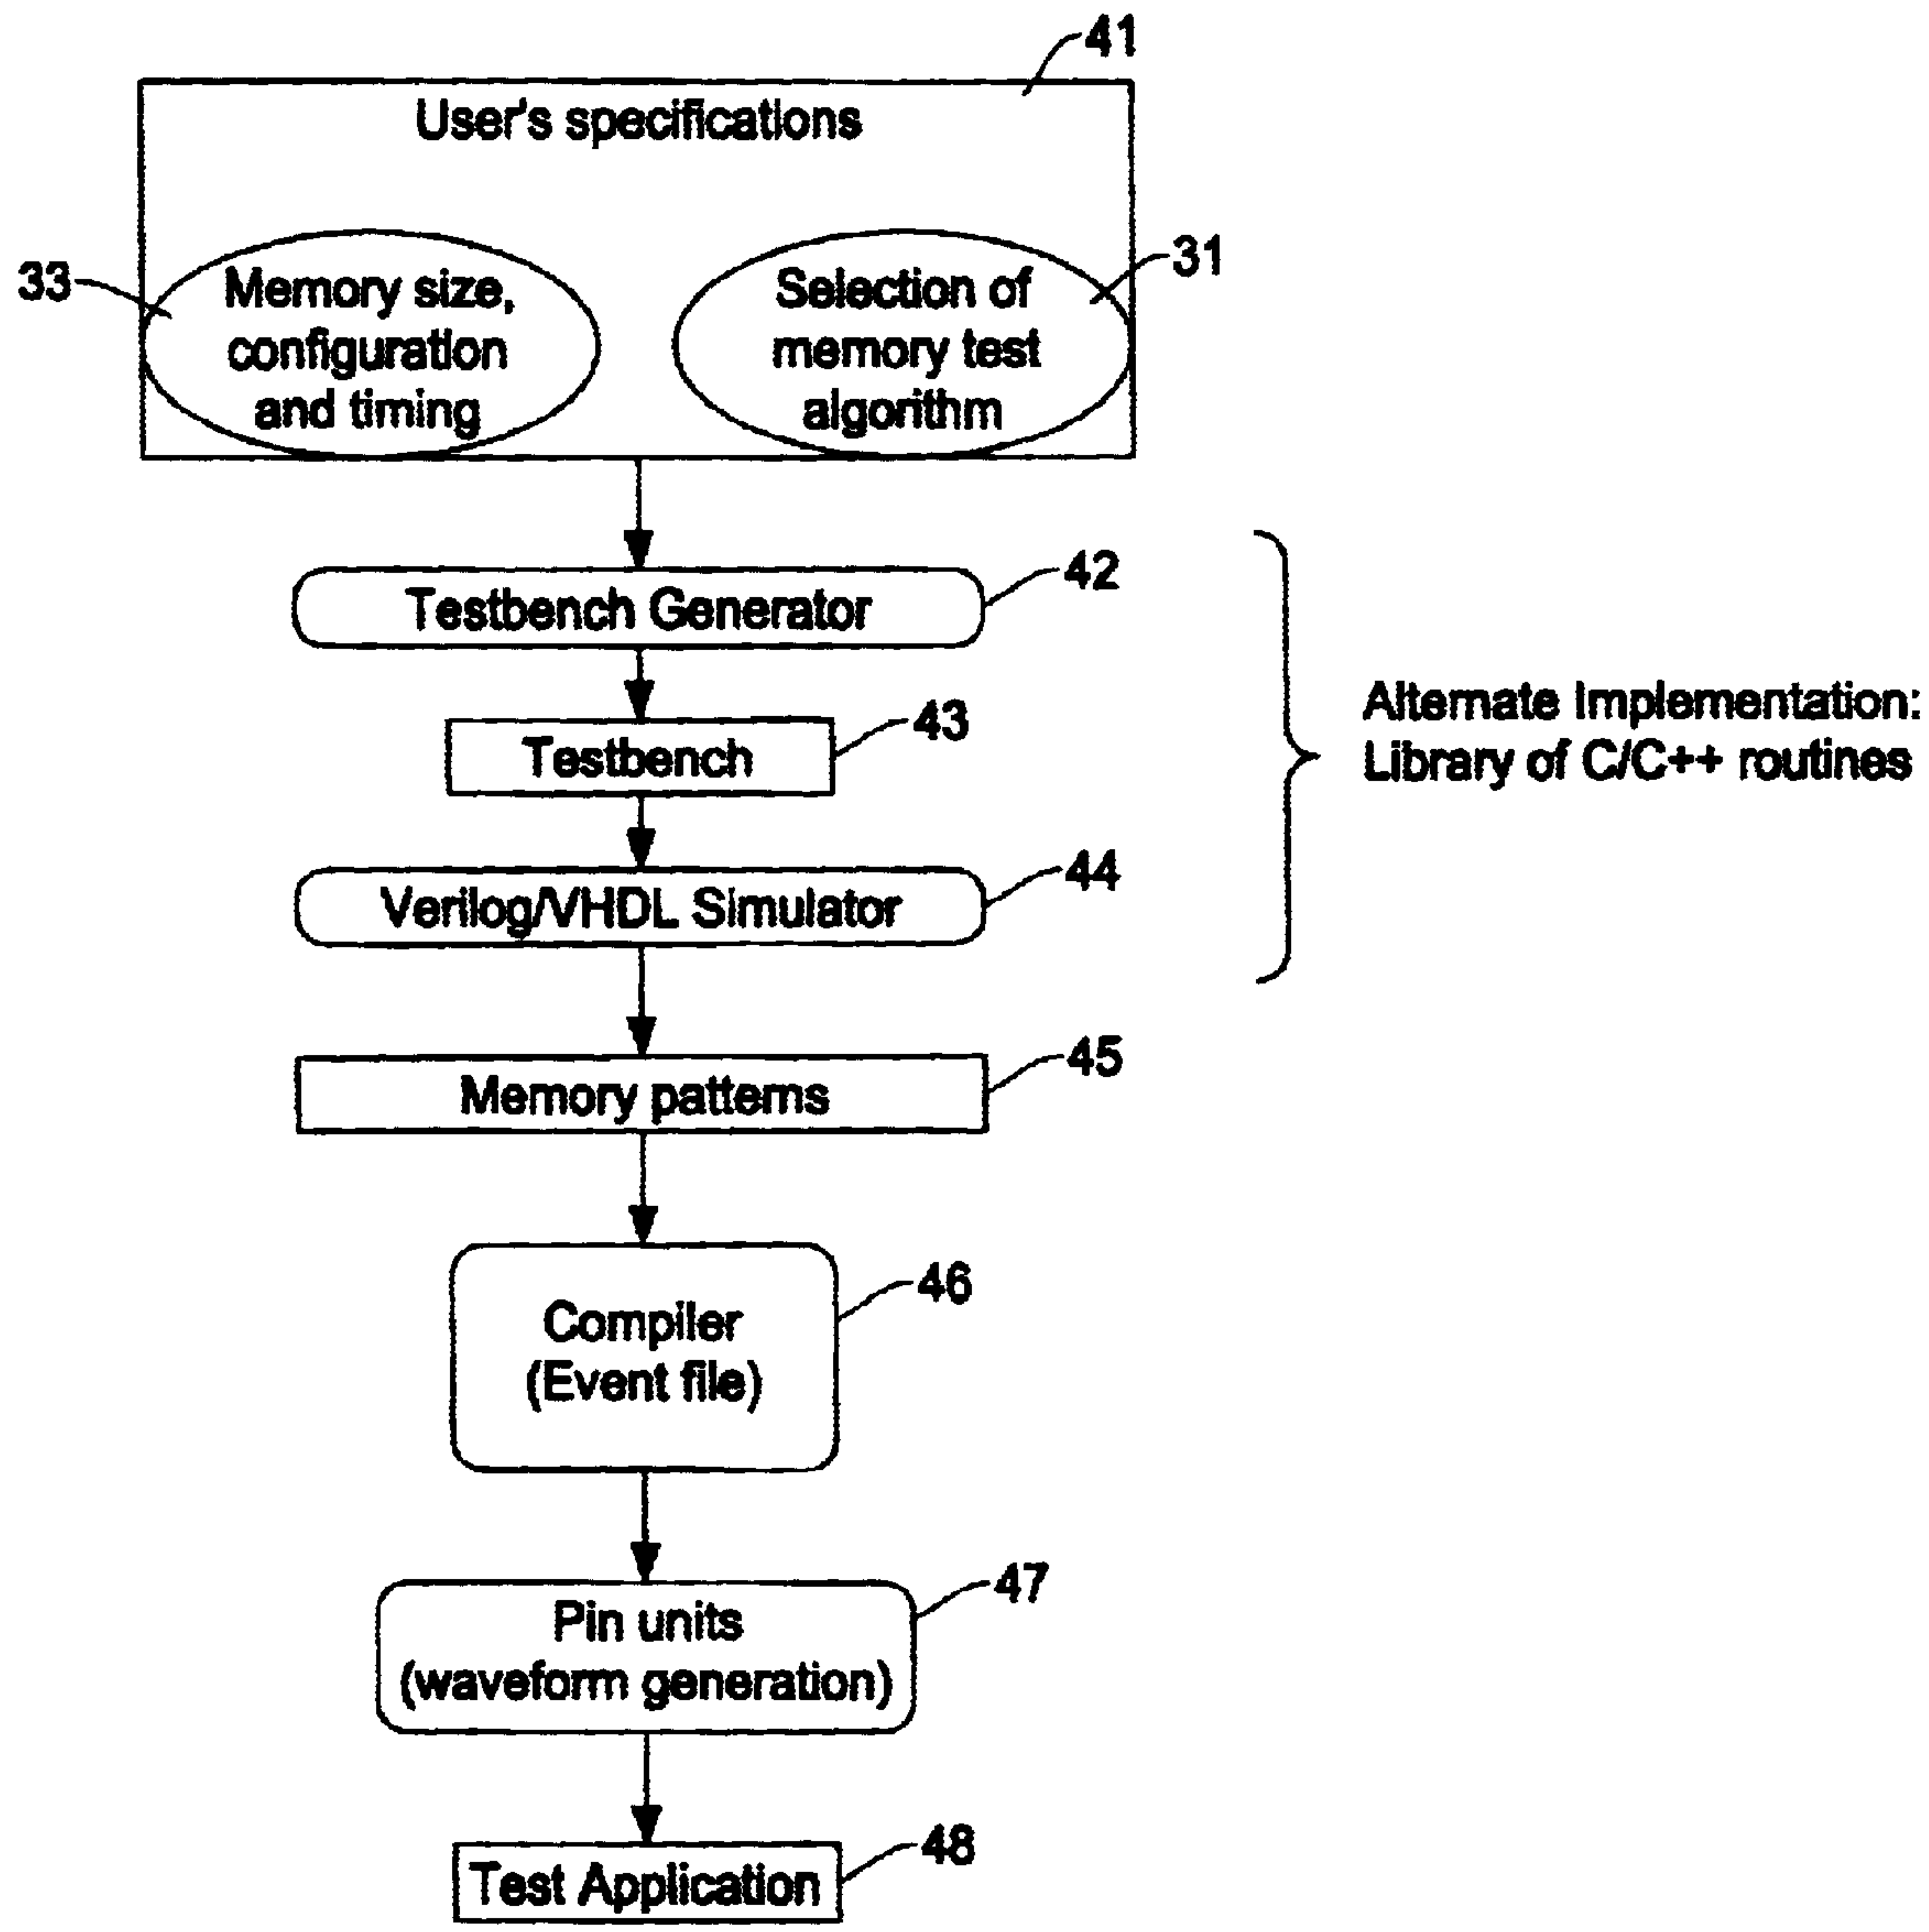 41
User's specifications
33
Memory size,
configuration
and timing
31
Selection of
memory test
algorithm
42
Testbench Generator
43
Testbench
44
Verilog/VHDL Simulator
Alternate Implementation:
Library of C/C++ routines
45
Memory patterns
46
Compiler
(Event file)
47
Pin units
(waveform generation)
48
Test Application